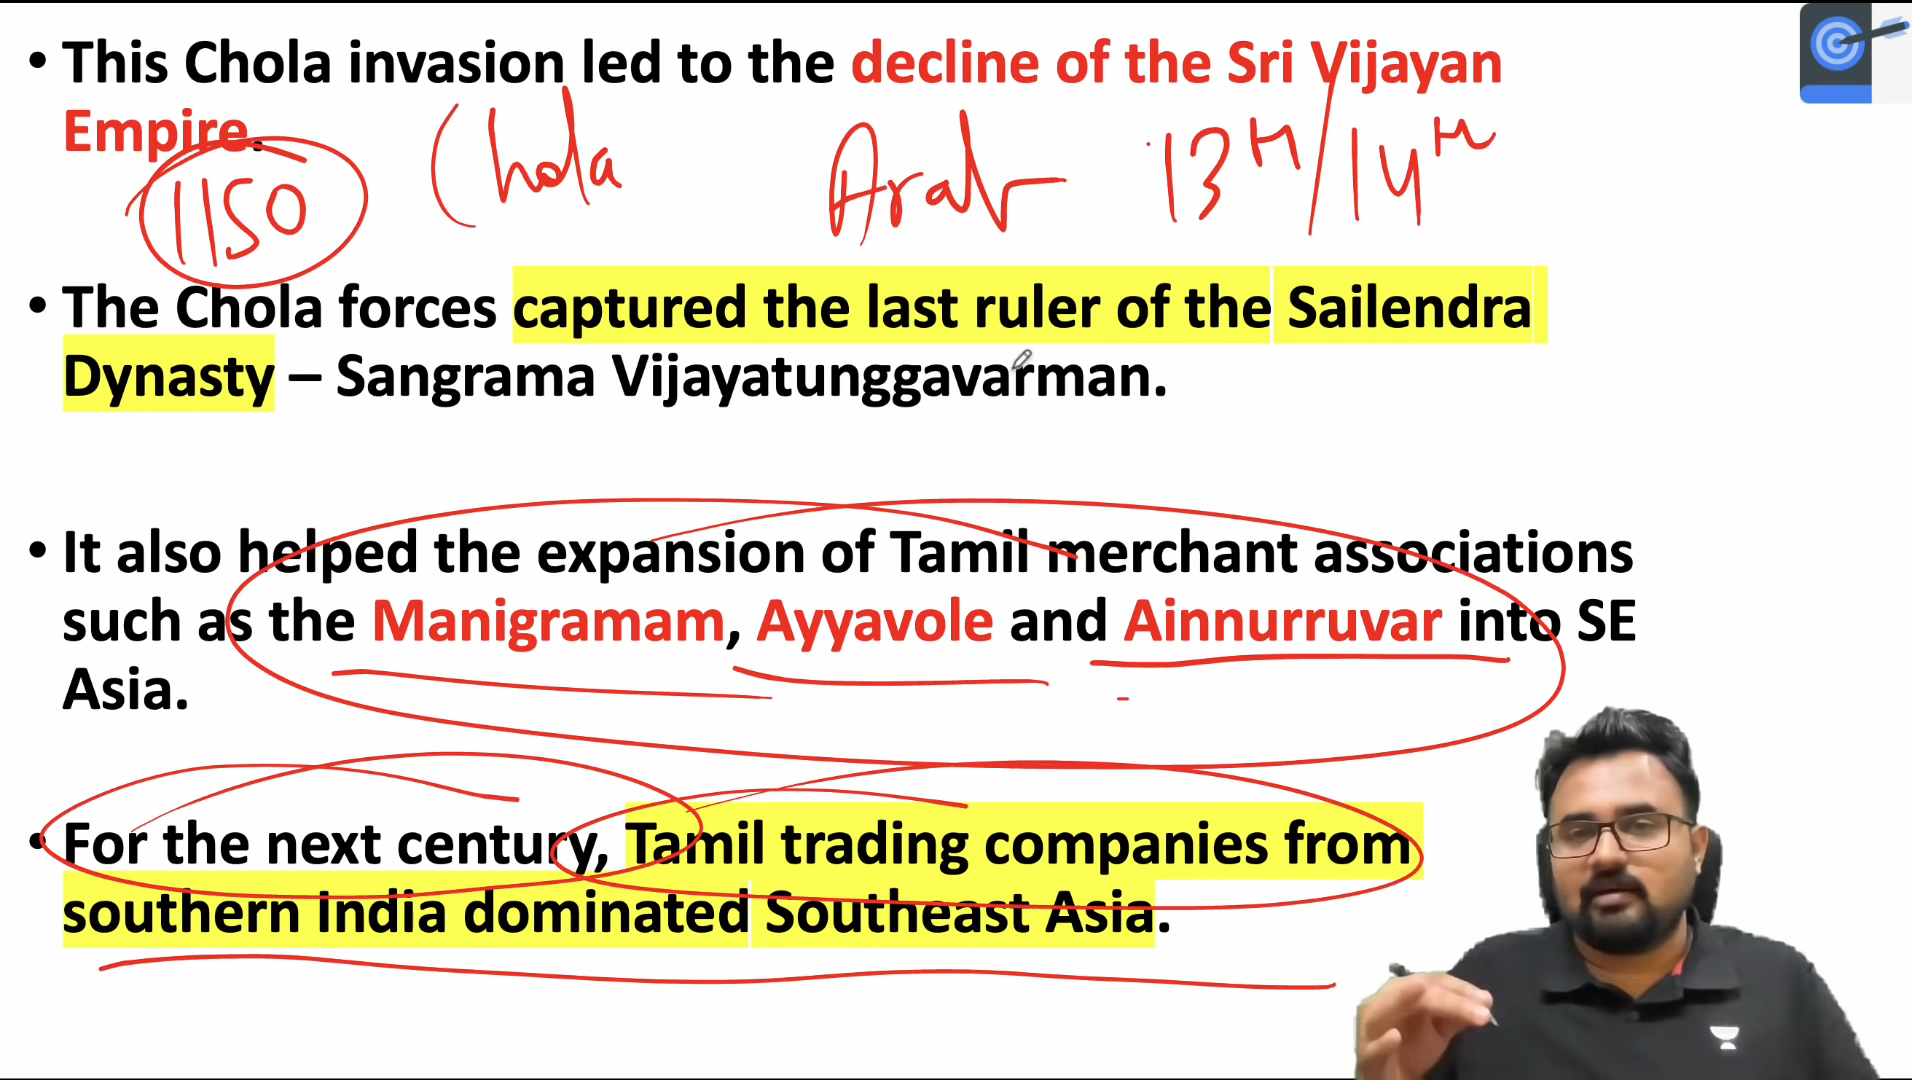 • This Chola invasion led to the decline of the Sri Vijayan
Empire.
1150 Chola Arab 13th/14th
• The Chola forces captured the last ruler of the Sailendra
Dynasty – Sangrama Vijayatunggavarman.
• It also helped the expansion of Tamil merchant associations
such as the Manigramam, Ayyavole and Ainnurruvar into SE
Asia.
• For the next century, Tamil trading companies from
southern India dominated Southeast Asia.